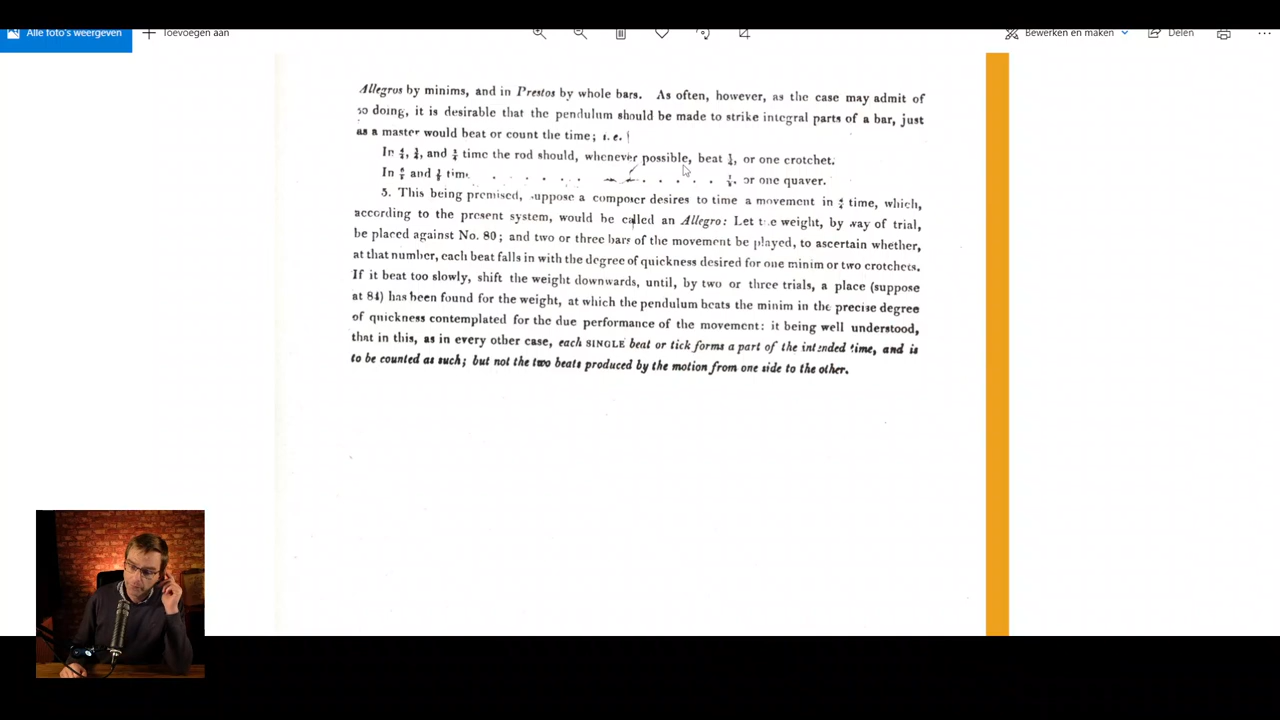 Alle foto's weergeven
Toevoegen aan
Bewerken en maken
Delen
Allegros by minims, and in Prestos by whole bars. As often, however, as the case may admit of
so doing, it is desirable that the pendulum should be made to strike integral parts of a bar, just
as a master would beat or count the time; i. e.
In 4/4, 3/4, and 2/4 time the rod should, whenever possible, beat 1/4, or one crotchet.
In 6/8 and 3/8 time . . . . . . . . . . 1/8, or one quaver.
5. This being premised, suppose a composer desires to time a movement in 4/4 time, which,
according to the present system, would be called an Allegro: Let the weight, by way of trial,
be placed against No. 80; and two or three bars of the movement be played, to ascertain whether,
at that number, each beat falls in with the degree of quickness desired for one minim or two crotchets.
If it beat too slowly, shift the weight downwards, until, by two or three trials, a place (suppose
at 84) has been found for the weight, at which the pendulum beats the minim in the precise degree
of quickness contemplated for the due performance of the movement: it being well understood,
that in this, as in every other case, each SINGLE beat or tick forms a part of the intended time, and is
to be counted as such; but not the two beats produced by the motion from one side to the other.